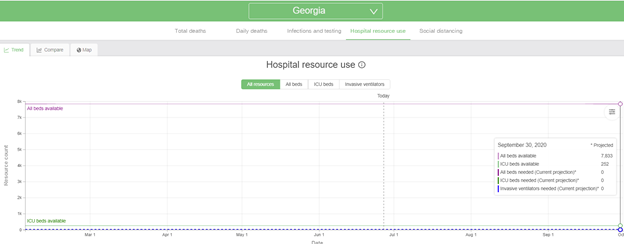 Georgia
Total deaths
Daily deaths
Infections and testing
Hospital resource use
Social distancing
Trend
Compare
Map
Hospital resource use
All resources
All beds
ICU beds
Invasive ventilators
Today
8k
All beds available
7k
6k
5k
4k
3k
2k
1k
0
Resource count
ICU beds available
September 30, 2020
* Projected
All beds available 7,833
ICU beds available 252
All beds needed (Current projection)* 0
ICU beds needed (Current projection)* 0
Invasive ventilators needed (Current projection)* 0
Mar 1
Apr 1
May 1
Jun 1
Jul 1
Aug 1
Sep 1
Oct
Date